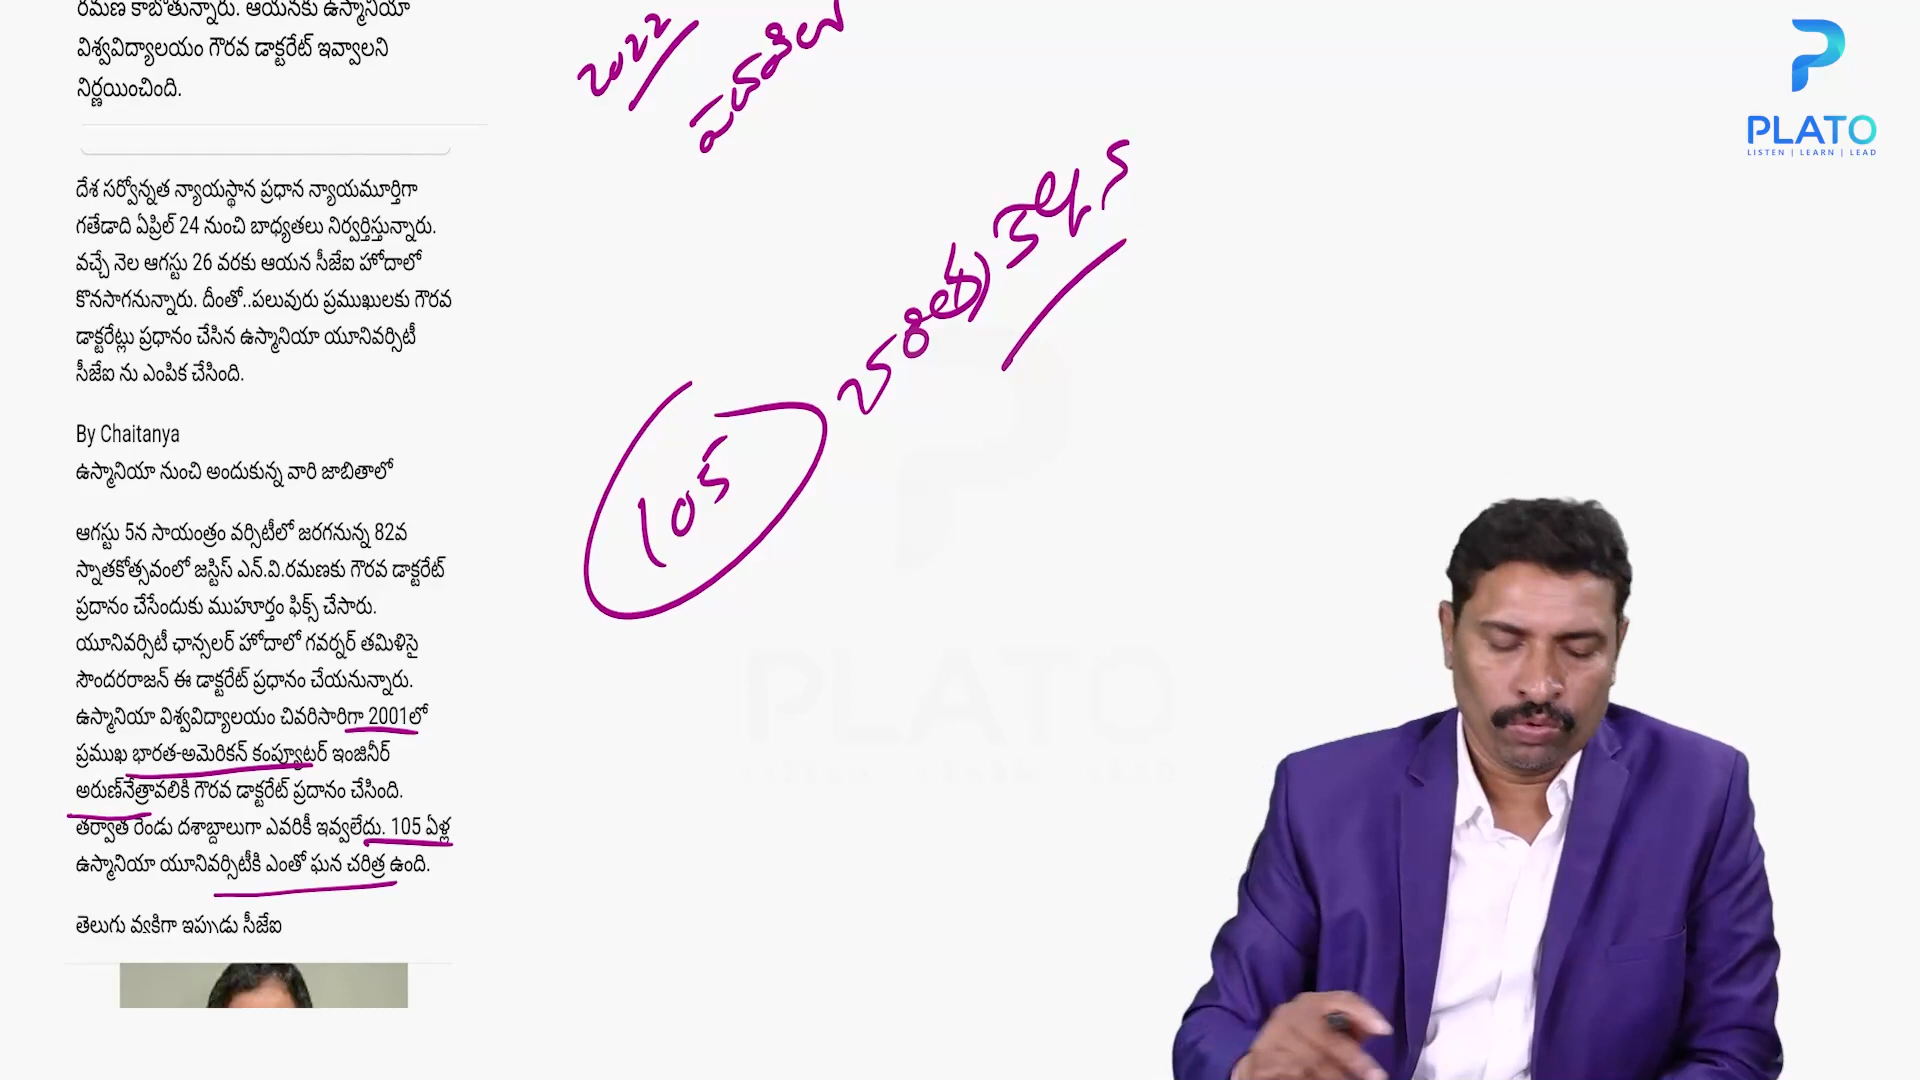 రమణ కాబోతున్నారు. ఆయనకు ఉస్మానియా
విశ్వవిద్యాలయం గౌరవ డాక్టరేట్ ఇవ్వాలని
నిర్ణయించింది.
దేశ సర్వోన్నత న్యాయస్థాన ప్రధాన న్యాయమూర్తిగా
గతేడాది ఏప్రిల్ 24 నుంచి బాధ్యతలు నిర్వర్తిస్తున్నారు.
వచ్చే నెల ఆగస్టు 26 వరకు ఆయన సీజేఐ హోదాలో
కొనసాగనున్నారు. దీంతో..పలువురు ప్రముఖులకు గౌరవ
డాక్టరేట్లు ప్రధానం చేసిన ఉస్మానియా యూనివర్సిటీ
సీజేఐ ను ఎంపిక చేసింది.
By Chaitanya
ఉస్మానియా నుంచి అందుకున్న వారి జాబితాలో
ఆగస్టు 5న సాయంత్రం వర్సిటీలో జరగనున్న 82వ
స్నాతకోత్సవంలో జస్టిస్ ఎన్.వి.రమణకు గౌరవ డాక్టరేట్
ప్రదానం చేసేందుకు ముహూర్తం ఫిక్స్ చేసారు.
యూనివర్సిటీ ఛాన్సలర్ హోదాలో గవర్నర్ తమిళిసై
సౌందరరాజన్ ఈ డాక్టరేట్ ప్రధానం చేయనున్నారు.
ఉస్మానియా విశ్వవిద్యాలయం చివరిసారిగా 2001లో
ప్రముఖ భారత-అమెరికన్ కంప్యూటర్ ఇంజినీర్
అరుణ్‌నేత్రావలికి గౌరవ డాక్టరేట్ ప్రదానం చేసింది.
తర్వాత రెండు దశాబ్దాలుగా ఎవరికీ ఇవ్వలేదు. 105 ఏళ్ల
ఉస్మానియా యూనివర్సిటీకి ఎంతో ఘన చరిత్ర ఉంది.
తెలుగు వ్యక్తిగా ఇప్పుడు సీజేఐ
2022
105
PLATO
LISTEN | LEARN | LEAD
PLATO